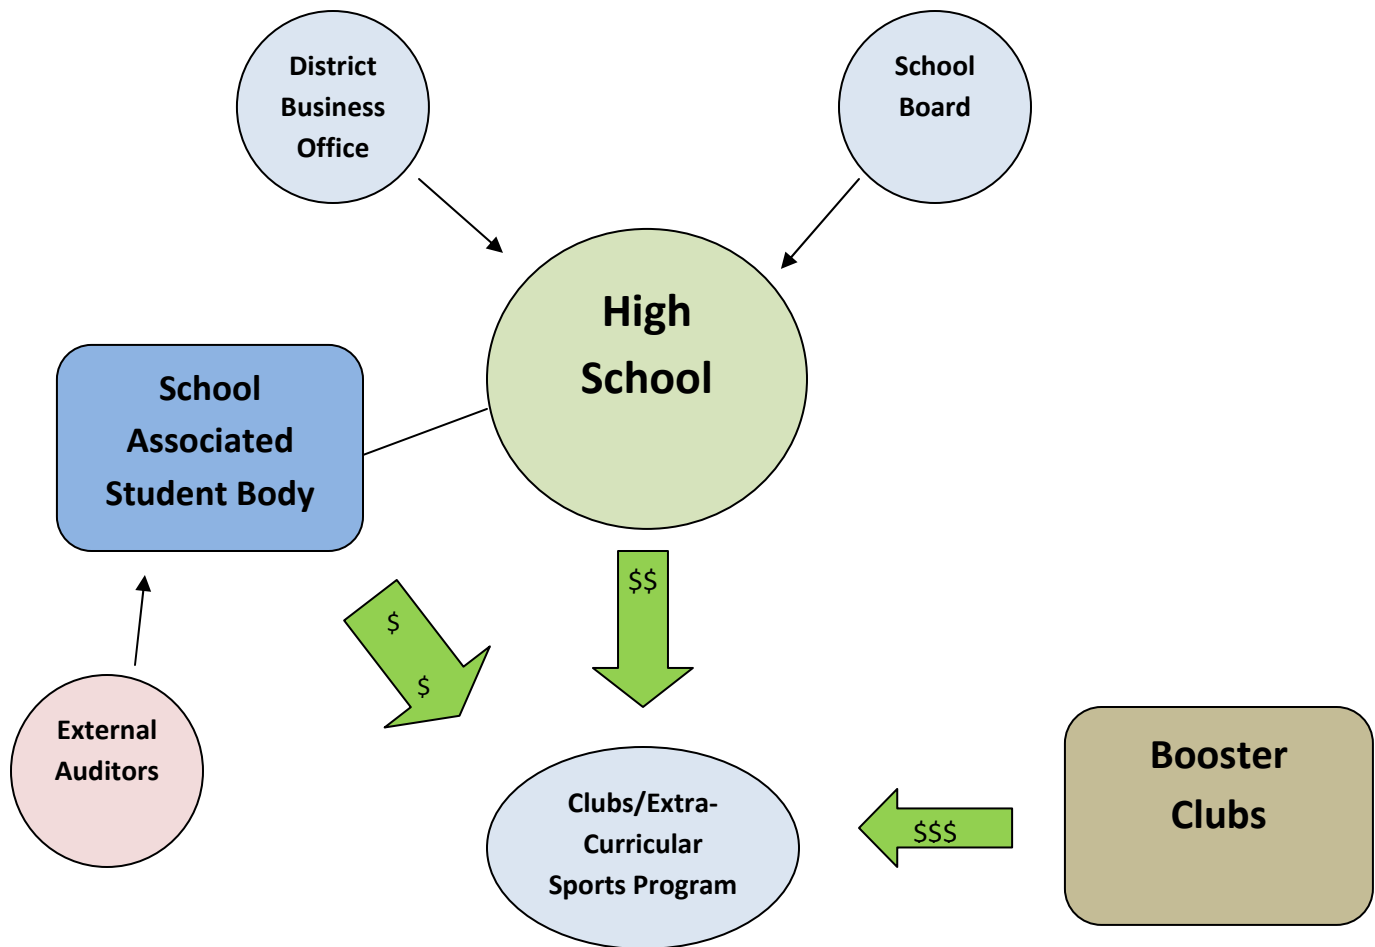 District
Business
Office
School
Board
High
School
School
Associated
Student Body
$$
$
$
External
Auditors
Booster
Clubs
Clubs/Extra-
Curricular
Sports Program
$$$